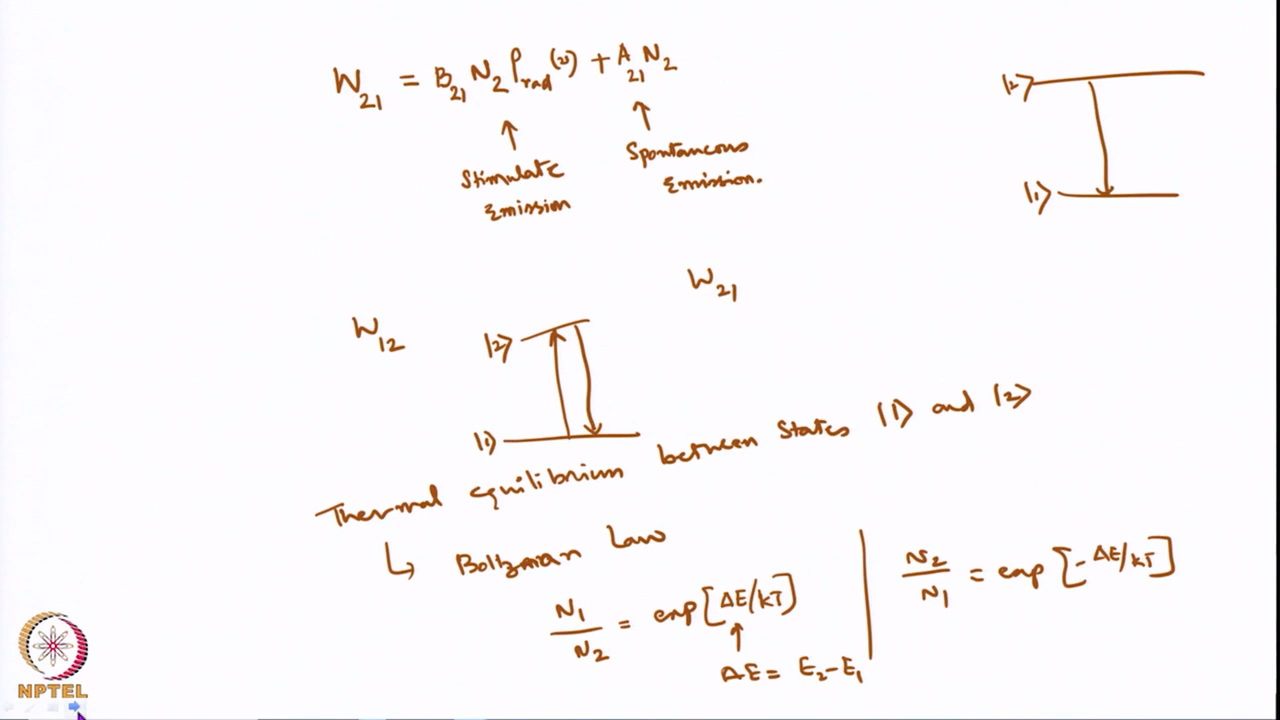 W₂₁ = B₂₁ N₂ ρ_rad(ν) + A₂₁ N₂
↑ ↑
Stimulate Spontaneous
Emission Emission.
|2>
|1>
W₂₁
W₁₂
|2>
|1>
Thermal equilibrium between States |1> and |2>
↳ Boltzman Law
N₁/N₂ = exp[ΔE/kT] | N₂/N₁ = exp[-ΔE/kT]
↑
ΔE = E₂-E₁
NPTEL